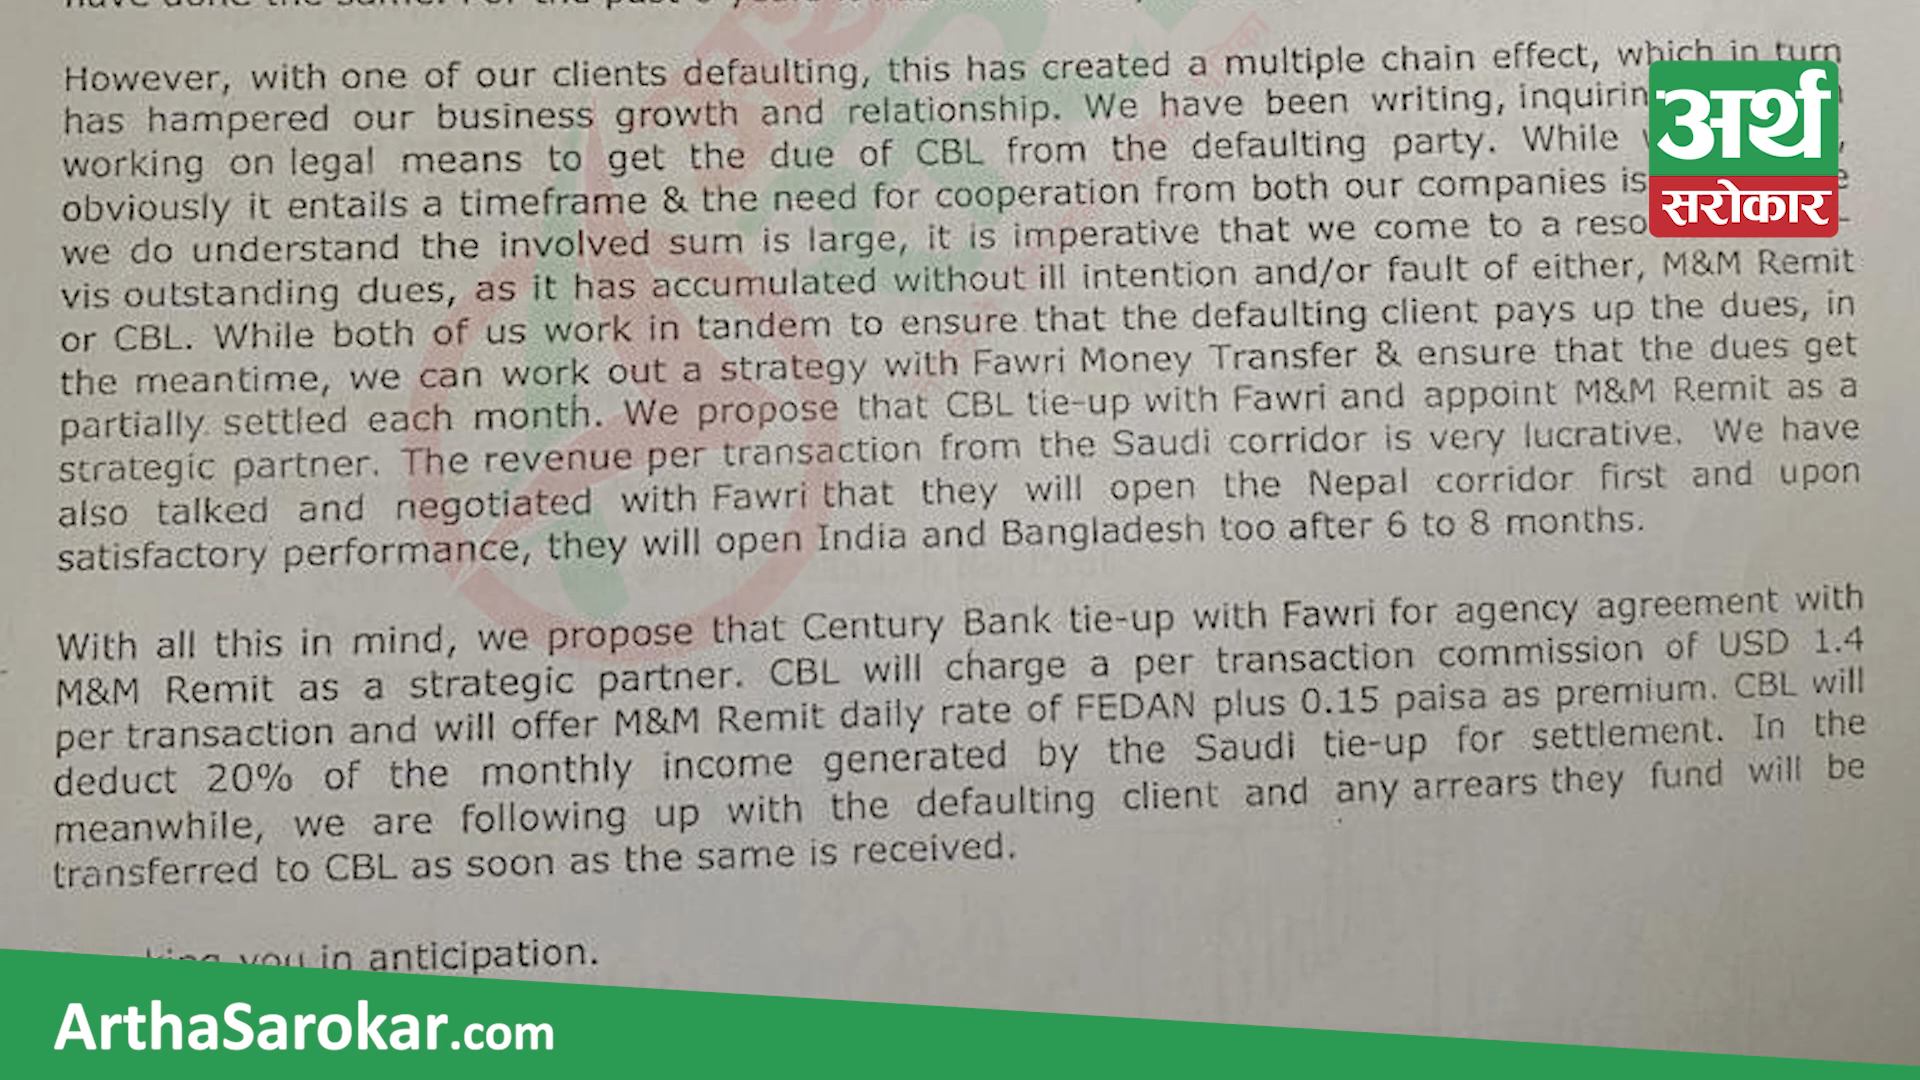 However, with one of our clients defaulting, this has created a multiple chain effect, which in turn
has hampered our business growth and relationship. We have been writing, inquirin
working on legal means to get the due of CBL from the defaulting party. While
obviously it entails a timeframe & the need for cooperation from both our companies is
we do understand the involved sum is large, it is imperative that we come to a reso
vis outstanding dues, as it has accumulated without ill intention and/or fault of either, M&M Remit
or CBL. While both of us work in tandem to ensure that the defaulting client pays up the dues, in
the meantime, we can work out a strategy with Fawri Money Transfer & ensure that the dues get
partially settled each month. We propose that CBL tie-up with Fawri and appoint M&M Remit as a
strategic partner. The revenue per transaction from the Saudi corridor is very lucrative. We have
also talked and negotiated with Fawri that they will open the Nepal corridor first and upon
satisfactory performance, they will open India and Bangladesh too after 6 to 8 months.
With all this in mind, we propose that Century Bank tie-up with Fawri for agency agreement with
M&M Remit as a strategic partner. CBL will charge a per transaction commission of USD 1.4
per transaction and will offer M&M Remit daily rate of FEDAN plus 0.15 paisa as premium. CBL will
deduct 20% of the monthly income generated by the Saudi tie-up for settlement. In the
meanwhile, we are following up with the defaulting client and any arrears they fund will be
transferred to CBL as soon as the same is received.
you in anticipation.
अर्थ
सरोकार
ArthaSarokar.com